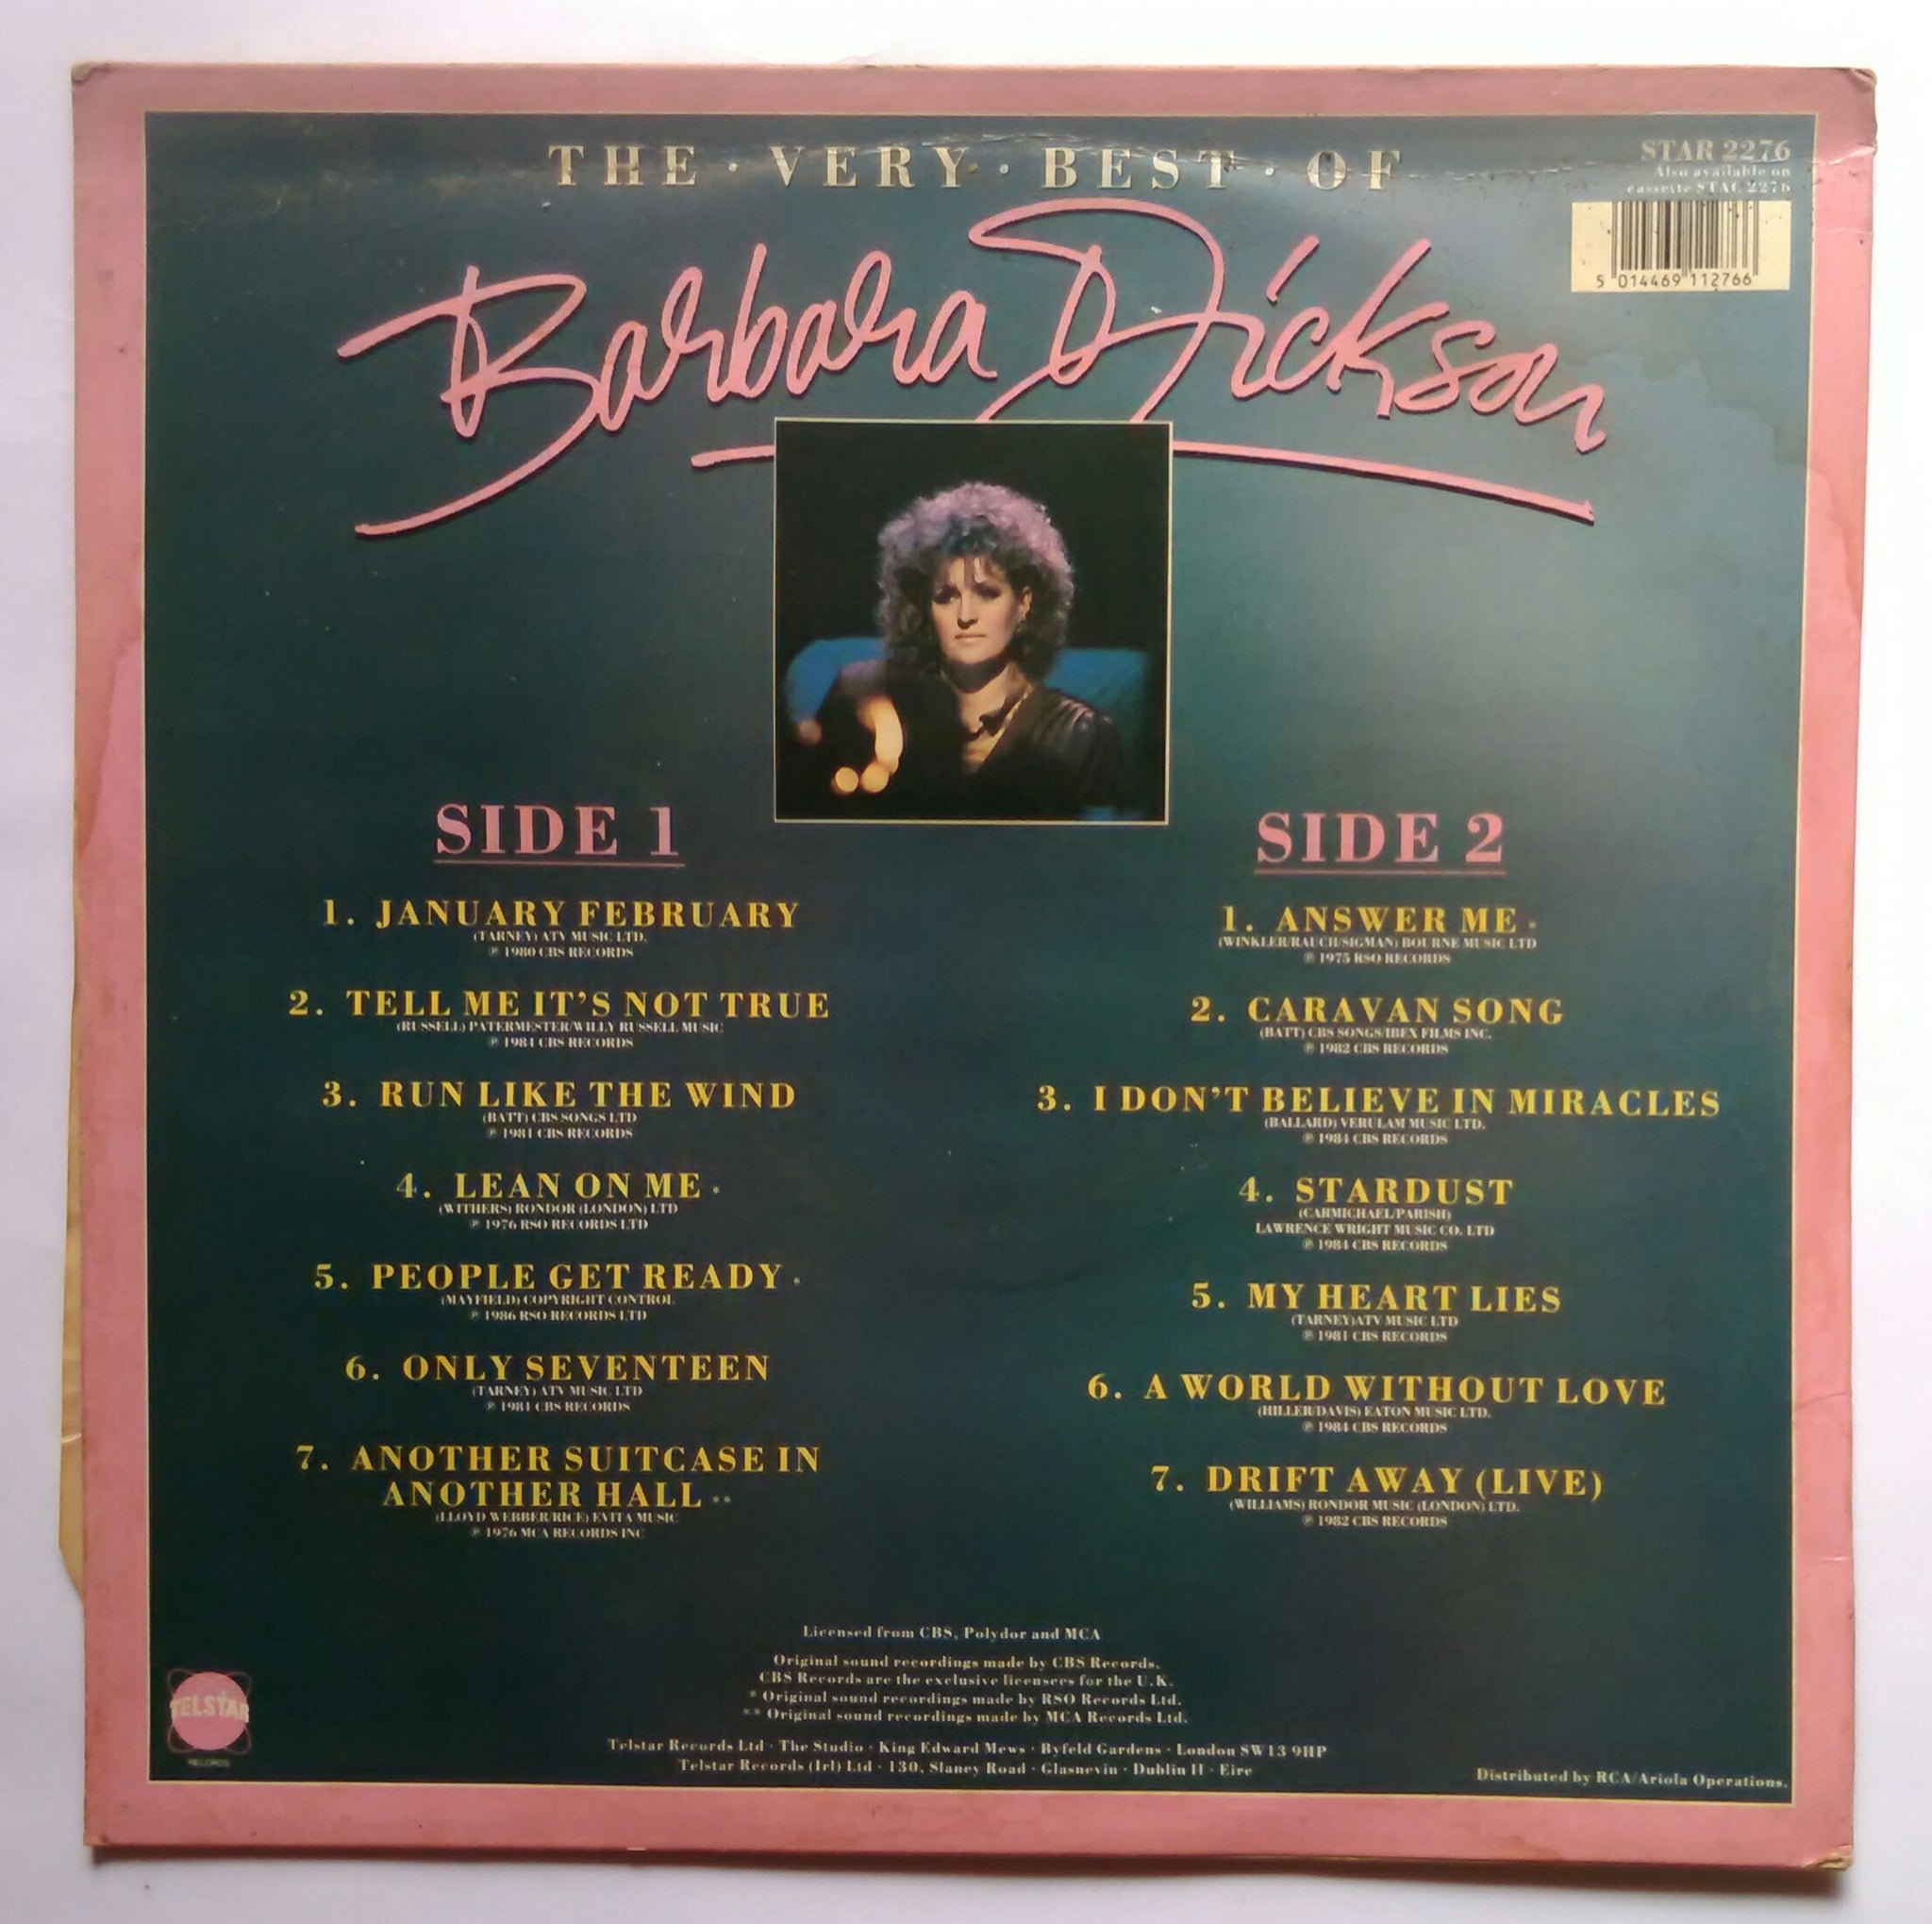 THE · VERY · BEST · OF
STAR 2276
Also available on
cassette STAC 2276
5 014469 112766
Barbara Dickson
SIDE 1
1. JANUARY FEBRUARY
(TARNEY) ATV MUSIC LTD.
℗ 1980 CBS RECORDS
2. TELL ME IT'S NOT TRUE
(RUSSELL) PATERMESTER/WILLY RUSSELL MUSIC
℗ 1984 CBS RECORDS
3. RUN LIKE THE WIND
(BATT) CBS SONGS LTD
℗ 1981 CBS RECORDS
4. LEAN ON ME *
(WITHERS) RONDOR (LONDON) LTD
℗ 1976 RSO RECORDS LTD
5. PEOPLE GET READY *
(MAYFIELD) COPYRIGHT CONTROL
℗ 1986 RSO RECORDS LTD
6. ONLY SEVENTEEN
(TARNEY) ATV MUSIC LTD
℗ 1981 CBS RECORDS
7. ANOTHER SUITCASE IN
ANOTHER HALL **
(LLOYD WEBBER/RICE) EVITA MUSIC
℗ 1976 MCA RECORDS INC
SIDE 2
1. ANSWER ME *
(WINKLER/RAUCH/SIGMAN) BOURNE MUSIC LTD
℗ 1975 RSO RECORDS
2. CARAVAN SONG
(BATT) CBS SONGS/IBEX FILMS INC.
℗ 1982 CBS RECORDS
3. I DON'T BELIEVE IN MIRACLES
(BALLARD) VERULAM MUSIC LTD.
℗ 1984 CBS RECORDS
4. STARDUST
(CARMICHAEL/PARISH)
LAWRENCE WRIGHT MUSIC CO. LTD
℗ 1984 CBS RECORDS
5. MY HEART LIES
(TARNEY) ATV MUSIC LTD
℗ 1981 CBS RECORDS
6. A WORLD WITHOUT LOVE
(HILLER/DAVIS) EATON MUSIC LTD.
℗ 1984 CBS RECORDS
7. DRIFT AWAY (LIVE)
(WILLIAMS) RONDOR MUSIC (LONDON) LTD.
℗ 1982 CBS RECORDS
Licensed from CBS, Polydor and MCA
Original sound recordings made by CBS Records.
CBS Records are the exclusive licensees for the U.K.
* Original sound recordings made by RSO Records Ltd.
** Original sound recordings made by MCA Records Ltd.
Telstar Records Ltd · The Studio · King Edward Mews · Byfeld Gardens · London SW13 9HP
Telstar Records (Irl) Ltd · 130, Slaney Road · Glasnevin · Dublin 11 · Eire
TELSTAR
RECORDS
Distributed by RCA/Ariola Operations.